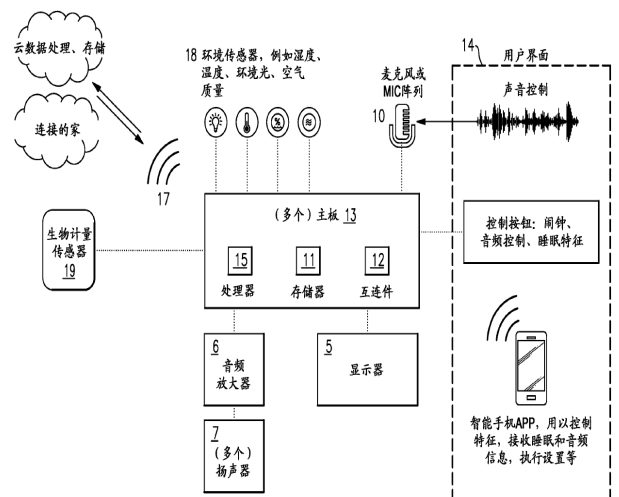 云数据处理、存储
连接的家
17
18 环境传感器，例如湿度、
温度、环境光、空气
质量
麦克风或
MIC阵列
10
14
用户界面
声音控制
生物计量
传感器
19
（多个）主板 13
15
处理器
11
存储器
12
互连件
控制按钮：闹钟、
音频控制、睡眠特征
6
音频
放大器
5
显示器
7
（多个）
扬声器
智能手机APP，用以控制
特征，接收睡眠和音频
信息，执行设置等